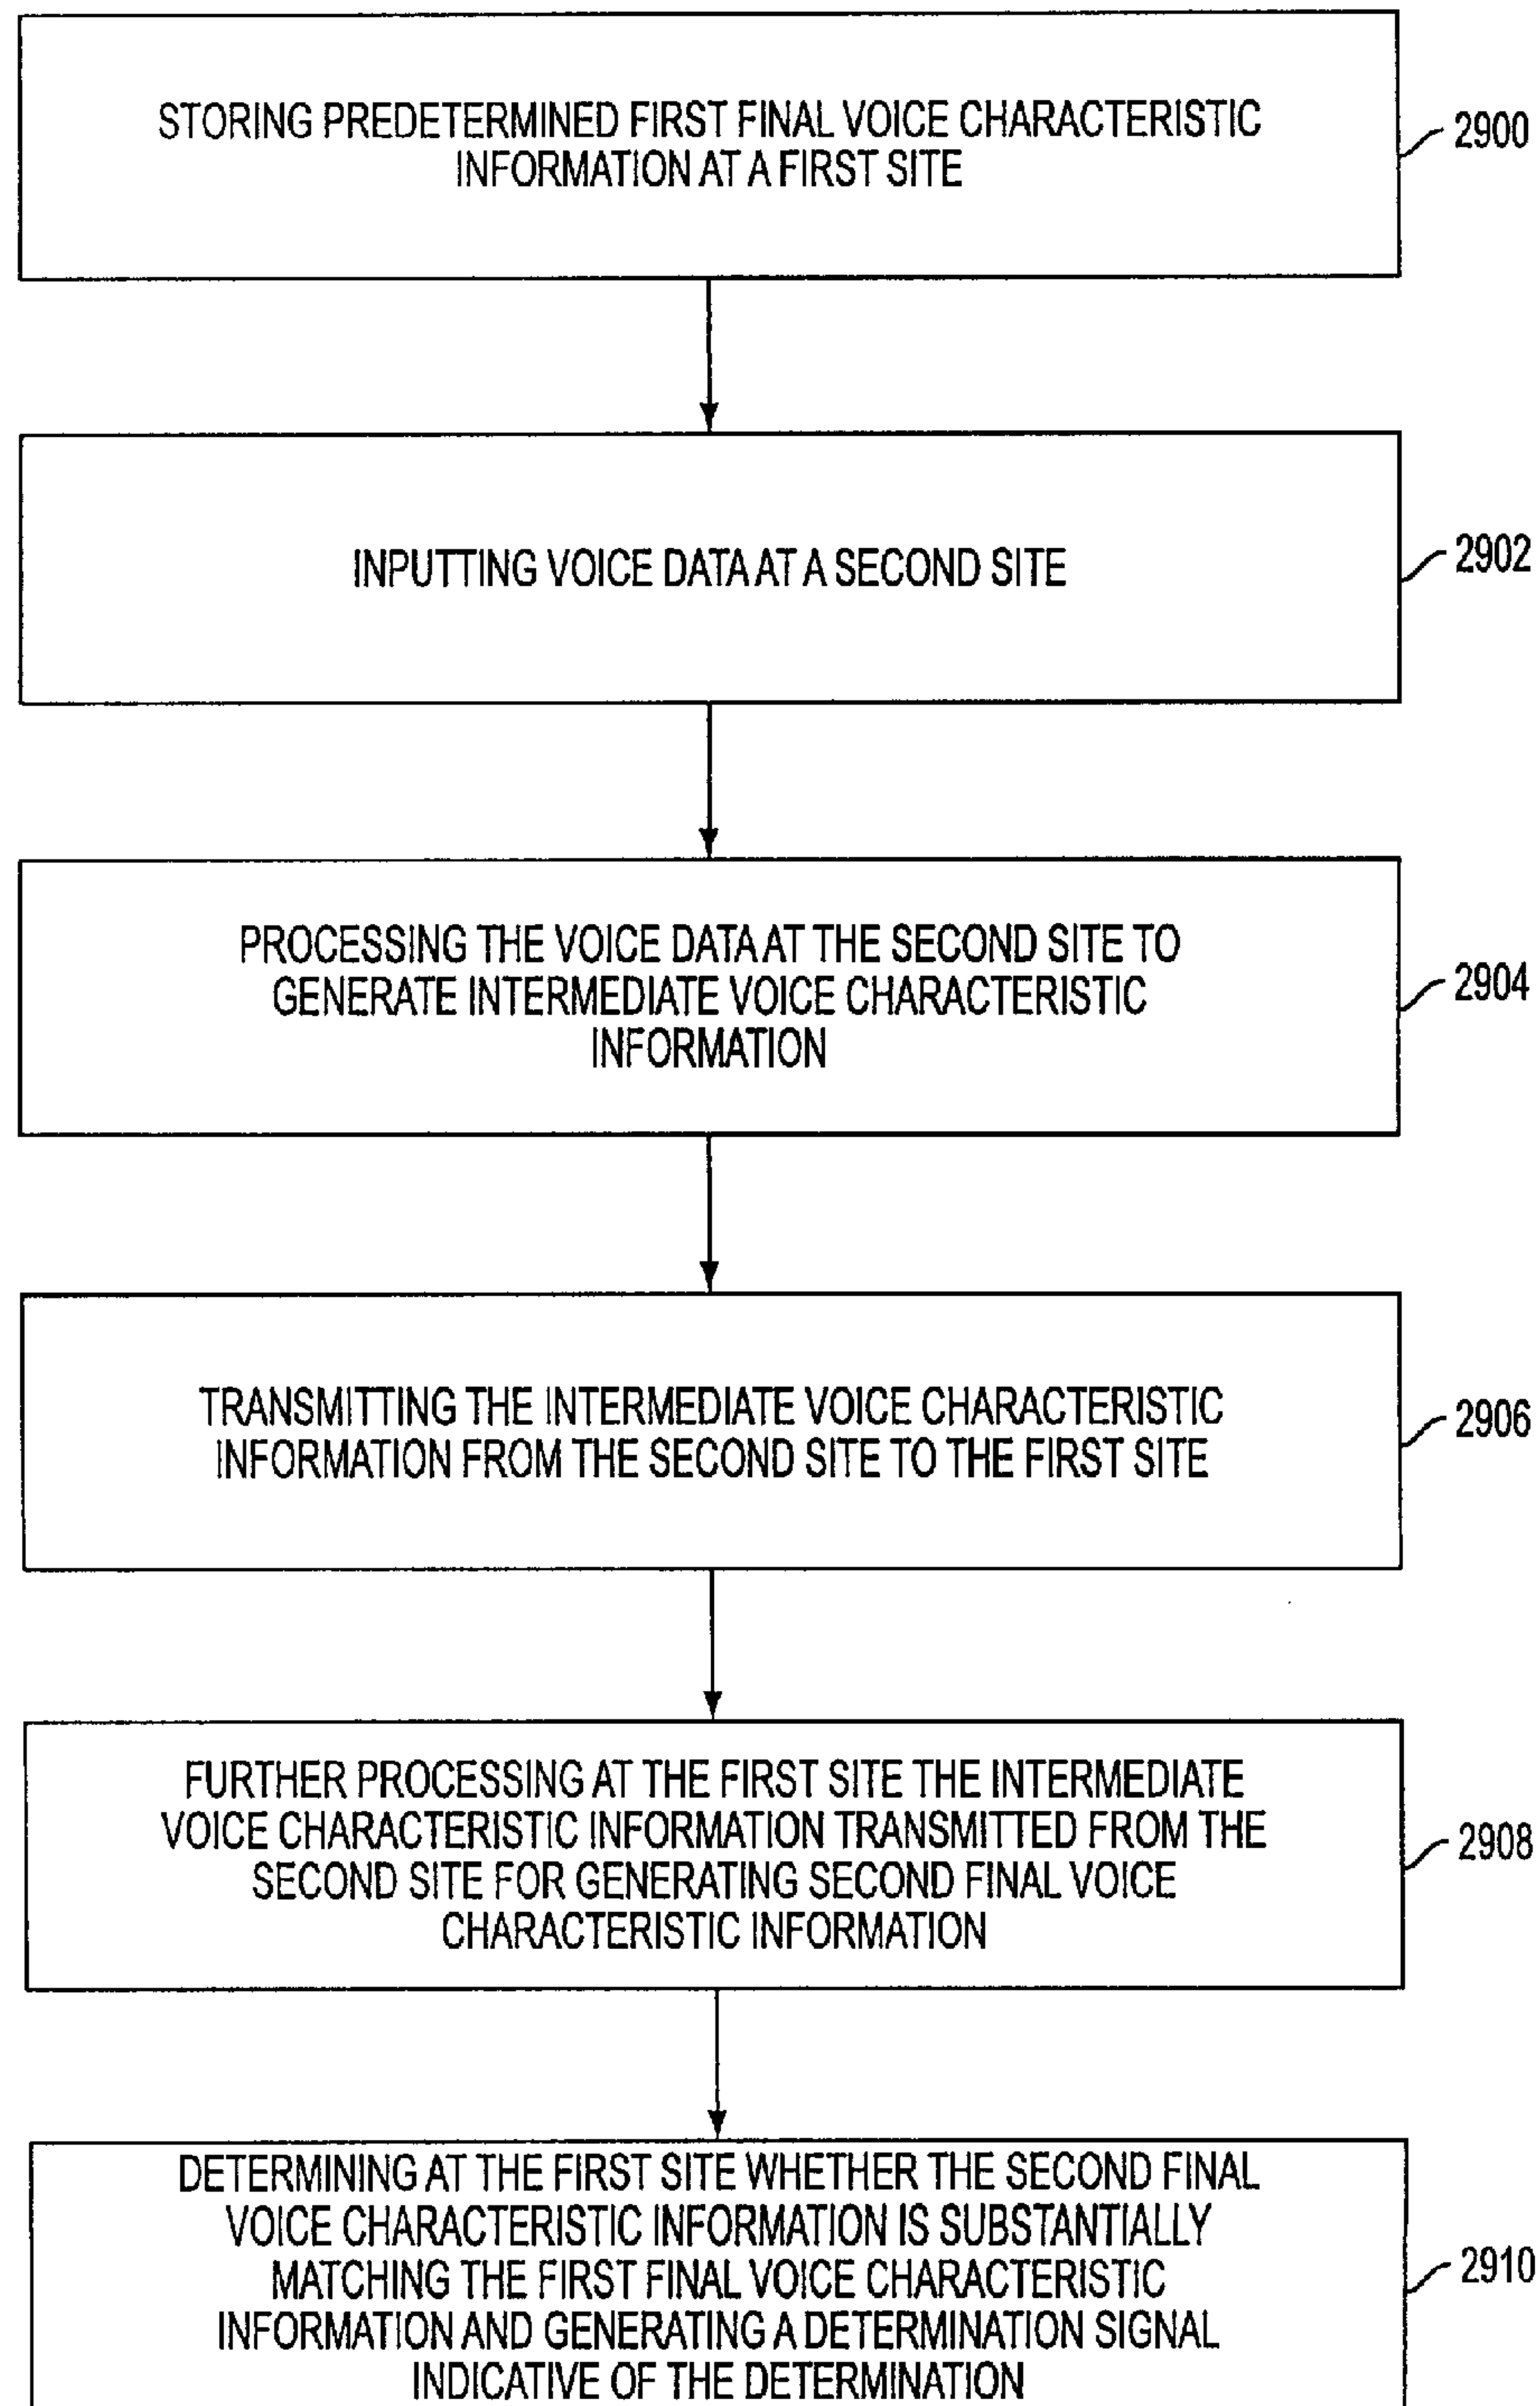 STORING PREDETERMINED FIRST FINAL VOICE CHARACTERISTIC
INFORMATION AT A FIRST SITE
2900
INPUTTING VOICE DATA AT A SECOND SITE
2902
PROCESSING THE VOICE DATA AT THE SECOND SITE TO
GENERATE INTERMEDIATE VOICE CHARACTERISTIC
INFORMATION
2904
TRANSMITTING THE INTERMEDIATE VOICE CHARACTERISTIC
INFORMATION FROM THE SECOND SITE TO THE FIRST SITE
2906
FURTHER PROCESSING AT THE FIRST SITE THE INTERMEDIATE
VOICE CHARACTERISTIC INFORMATION TRANSMITTED FROM THE
SECOND SITE FOR GENERATING SECOND FINAL VOICE
CHARACTERISTIC INFORMATION
2908
DETERMINING AT THE FIRST SITE WHETHER THE SECOND FINAL
VOICE CHARACTERISTIC INFORMATION IS SUBSTANTIALLY
MATCHING THE FIRST FINAL VOICE CHARACTERISTIC
INFORMATION AND GENERATING A DETERMINATION SIGNAL
INDICATIVE OF THE DETERMINATION
2910